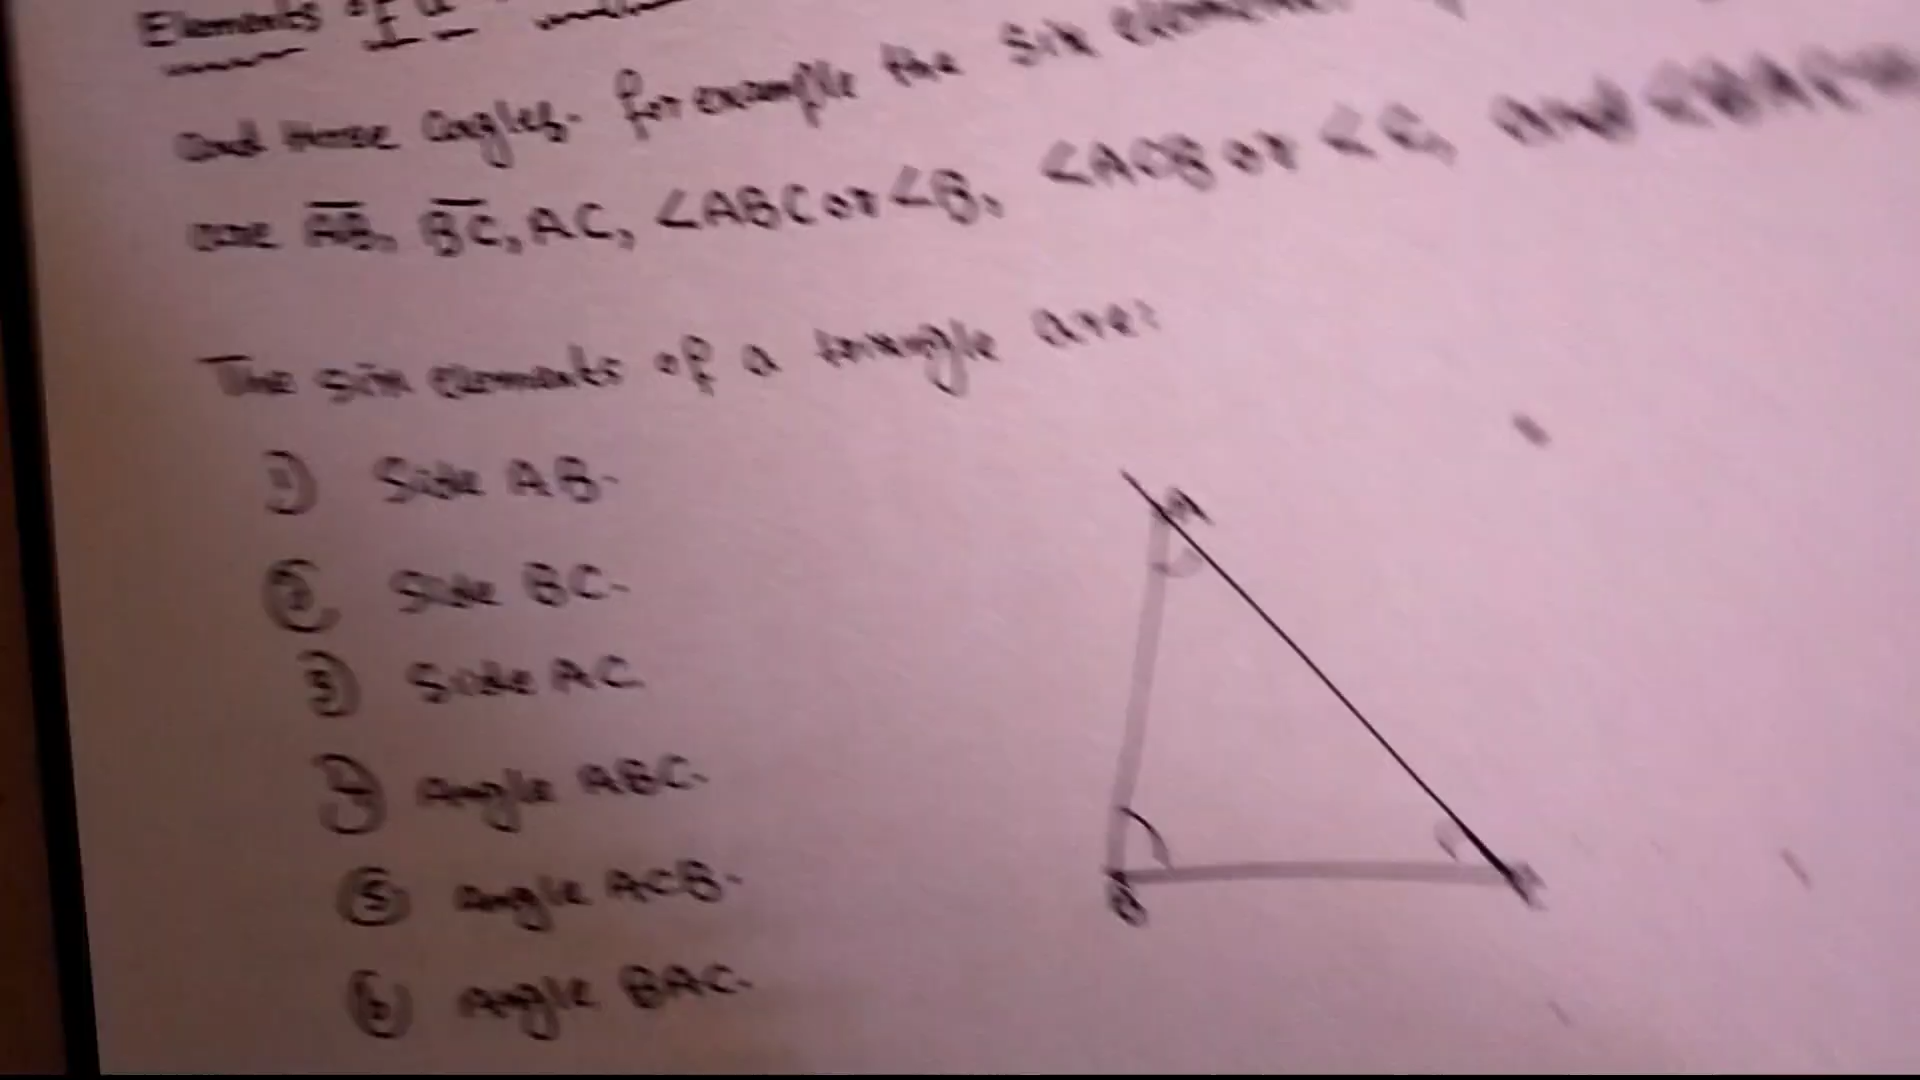 Elements of a
and three angles. For example the six elements
are AB, BC, AC, ∠ABC or ∠B, ∠ACB or ∠C, and ∠BAC
The six elements of a triangle are:
① Side AB.
② Side BC.
③ Side AC
④ Angle ABC.
⑤ Angle ACB.
⑥ Angle BAC.
A
B
C